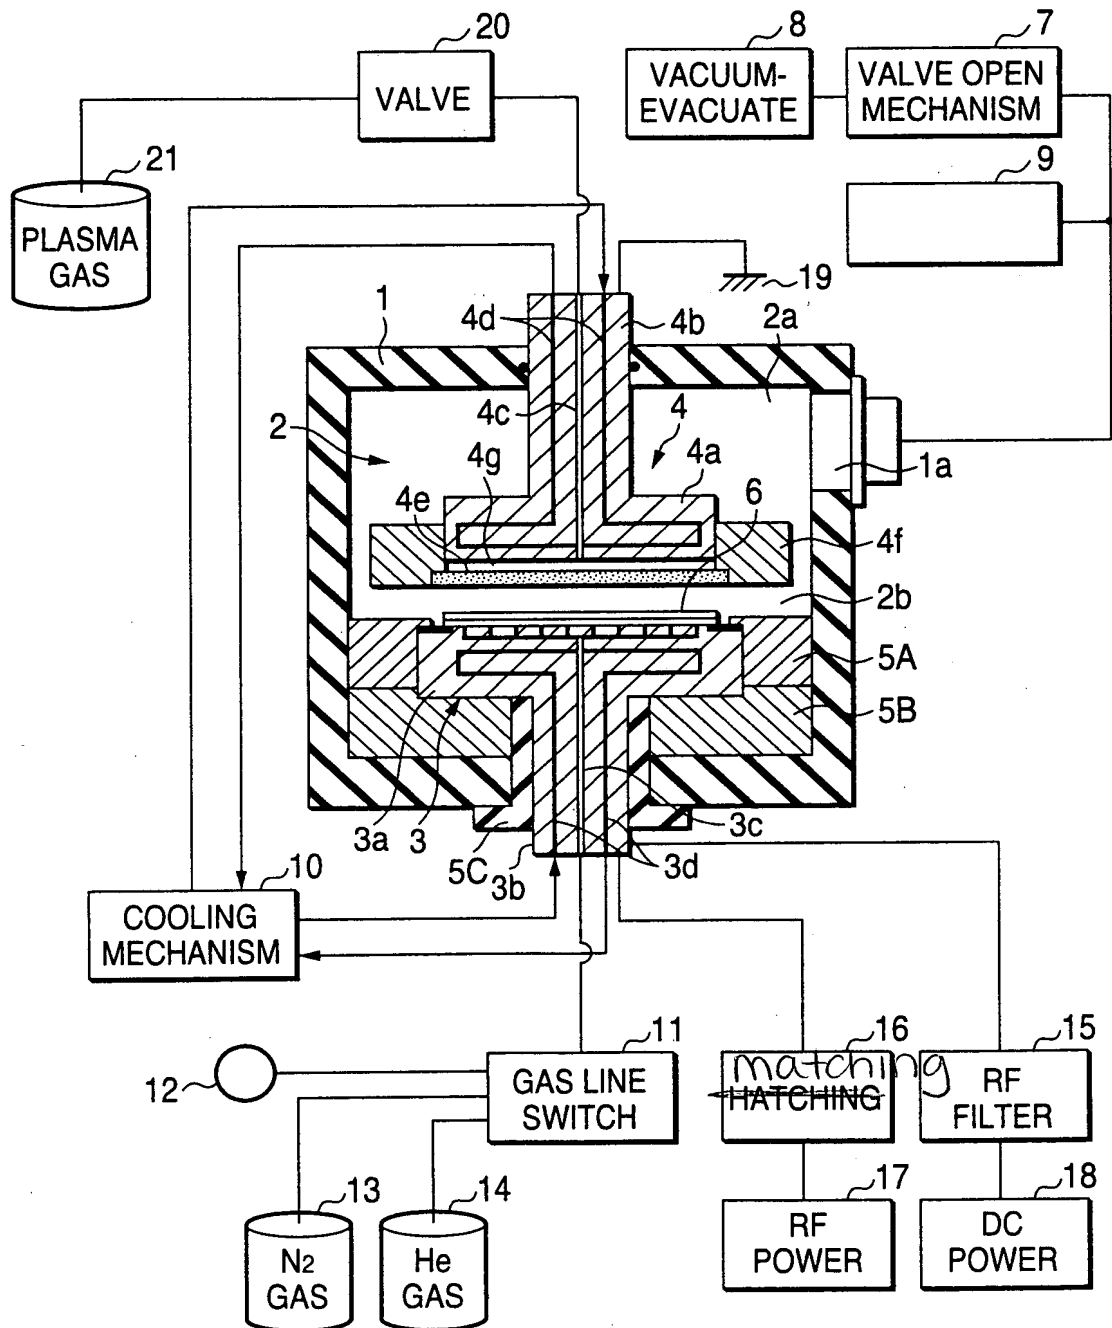 20
VALVE
8
VACUUM-
EVACUATE
7
VALVE OPEN
MECHANISM
21
PLASMA
GAS
9
19
1
4d
4b
2a
4c
4
2
4g
4a
1a
4e
6
4f
2b
5A
5B
3a
3
3c
5C
3b
3d
10
COOLING
MECHANISM
11
GAS LINE
SWITCH
12
16
matching
HATCHING
15
RF
FILTER
13
N2
GAS
14
He
GAS
17
RF
POWER
18
DC
POWER